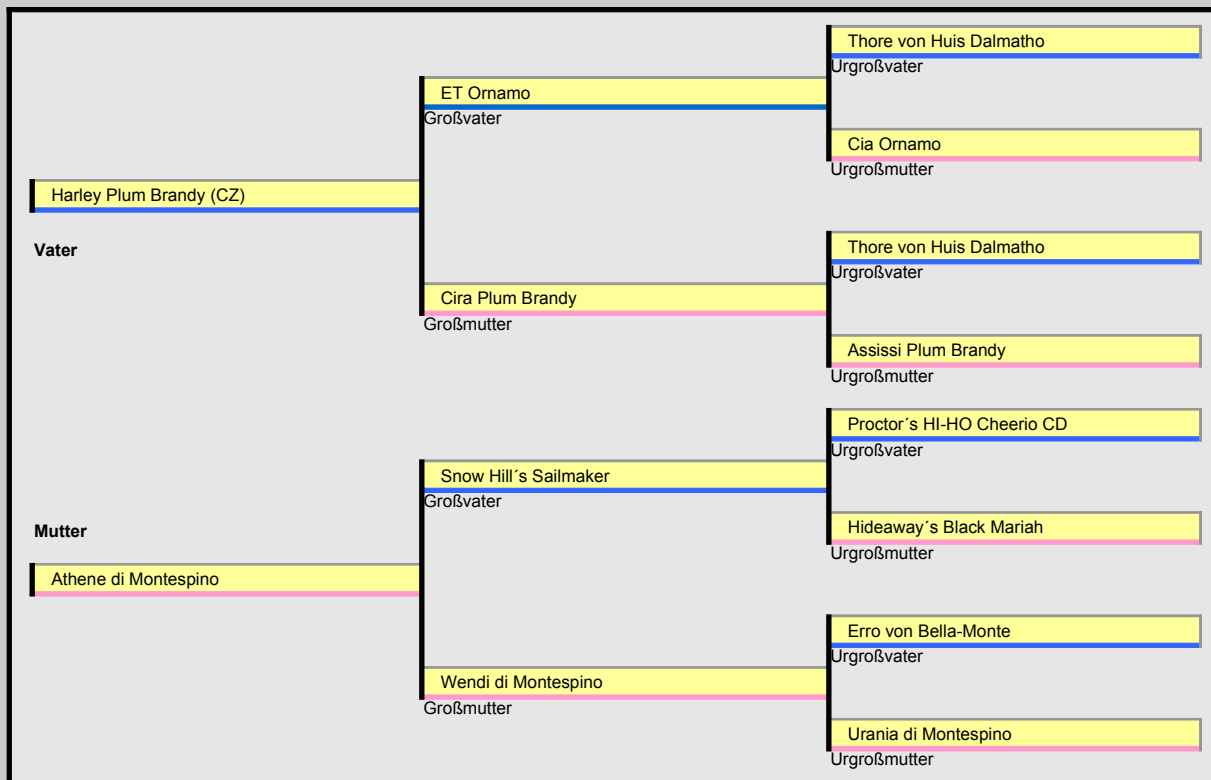 Thore von Huis Dalmatho
Urgroßvater
ET Ornamo
Großvater
Cia Ornamo
Urgroßmutter
Harley Plum Brandy (CZ)
Vater
Thore von Huis Dalmatho
Urgroßvater
Cira Plum Brandy
Großmutter
Assissi Plum Brandy
Urgroßmutter
Proctor´s HI-HO Cheerio CD
Urgroßvater
Snow Hill´s Sailmaker
Großvater
Hideaway´s Black Mariah
Urgroßmutter
Mutter
Athene di Montespino
Erro von Bella-Monte
Urgroßvater
Wendi di Montespino
Großmutter
Urania di Montespino
Urgroßmutter